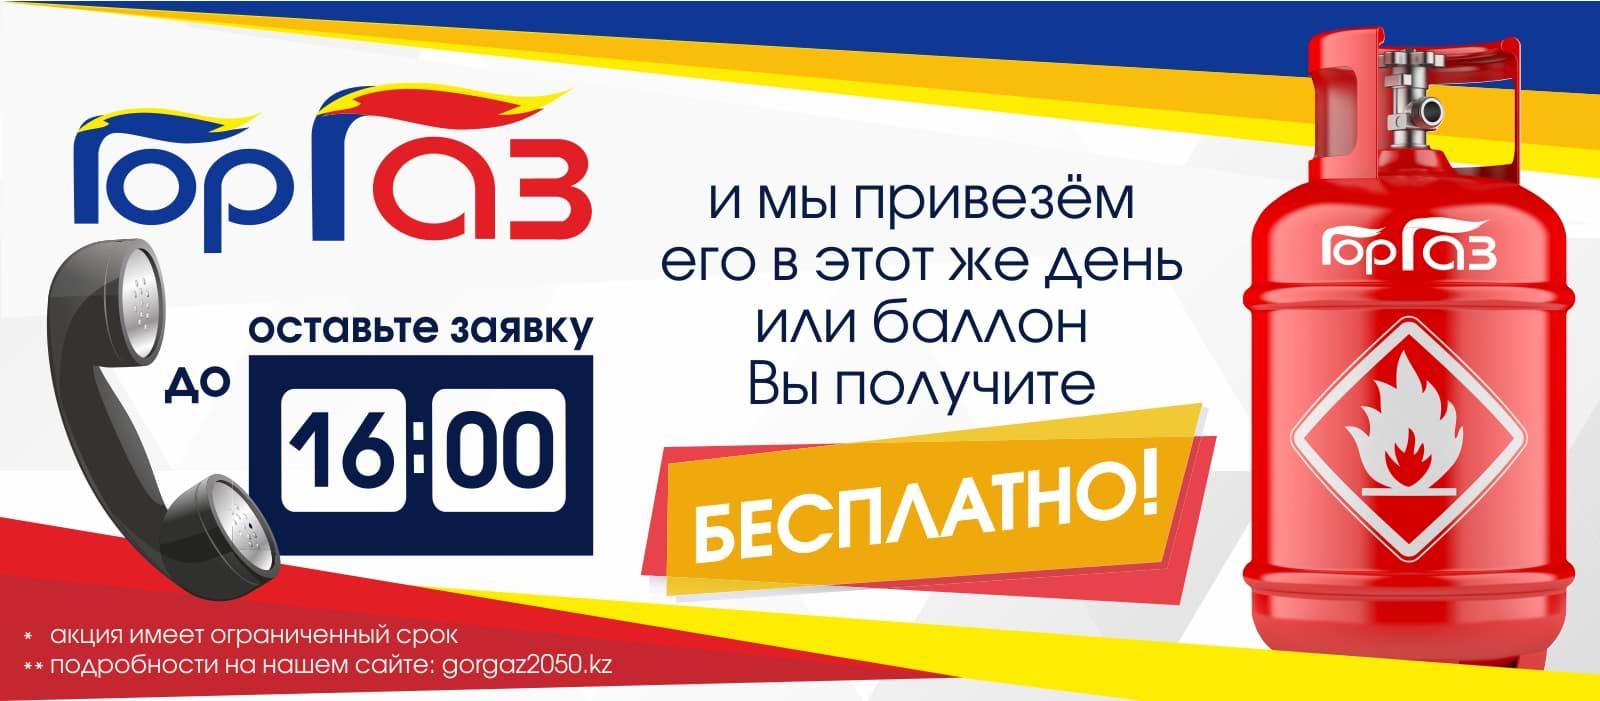 ГорГаз
оставьте заявку
до
16:00
и мы привезём
его в этот же день
или баллон
Вы получите
БЕСПЛАТНО!
ГорГаз
* акция имеет ограниченный срок
** подробности на нашем сайте: gorgaz2050.kz